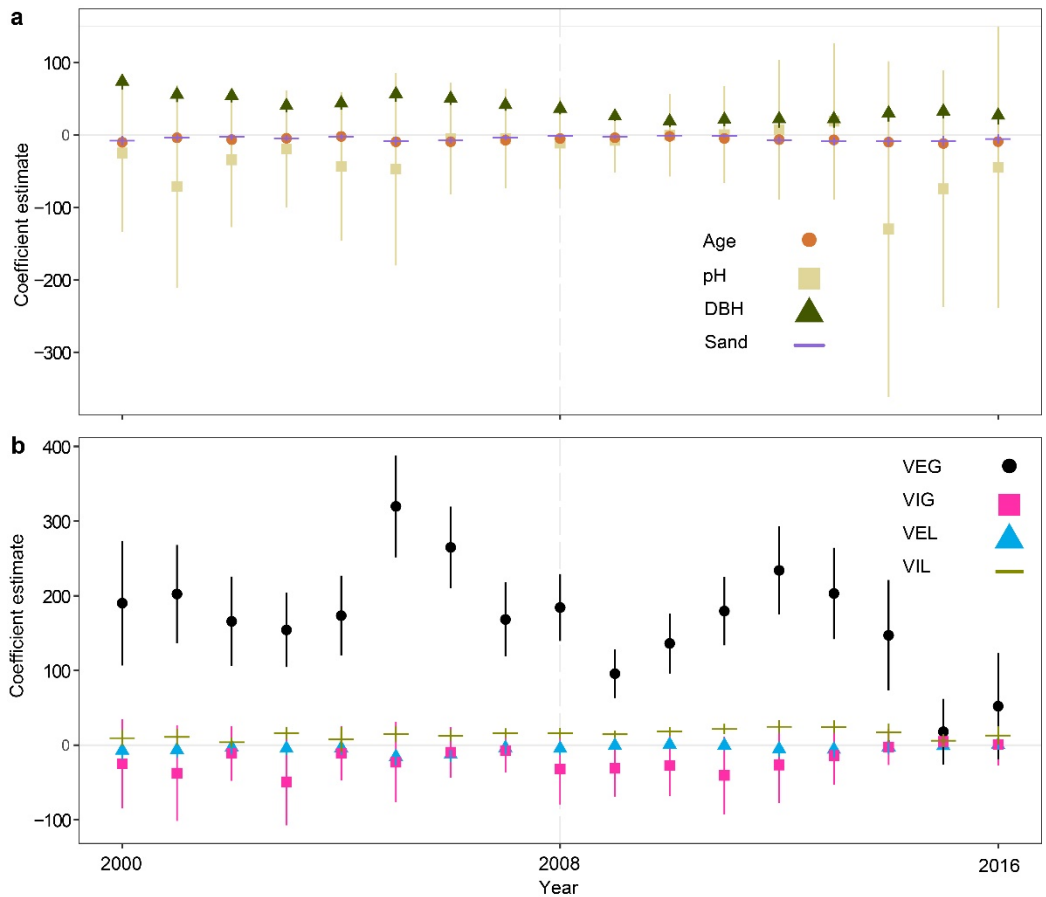 a
100
0
−100
−200
−300
Coefficient estimate
Age
pH
DBH
Sand
b
400
300
200
100
0
−100
Coefficient estimate
VEG
VIG
VEL
VIL
2000
2008
2016
Year